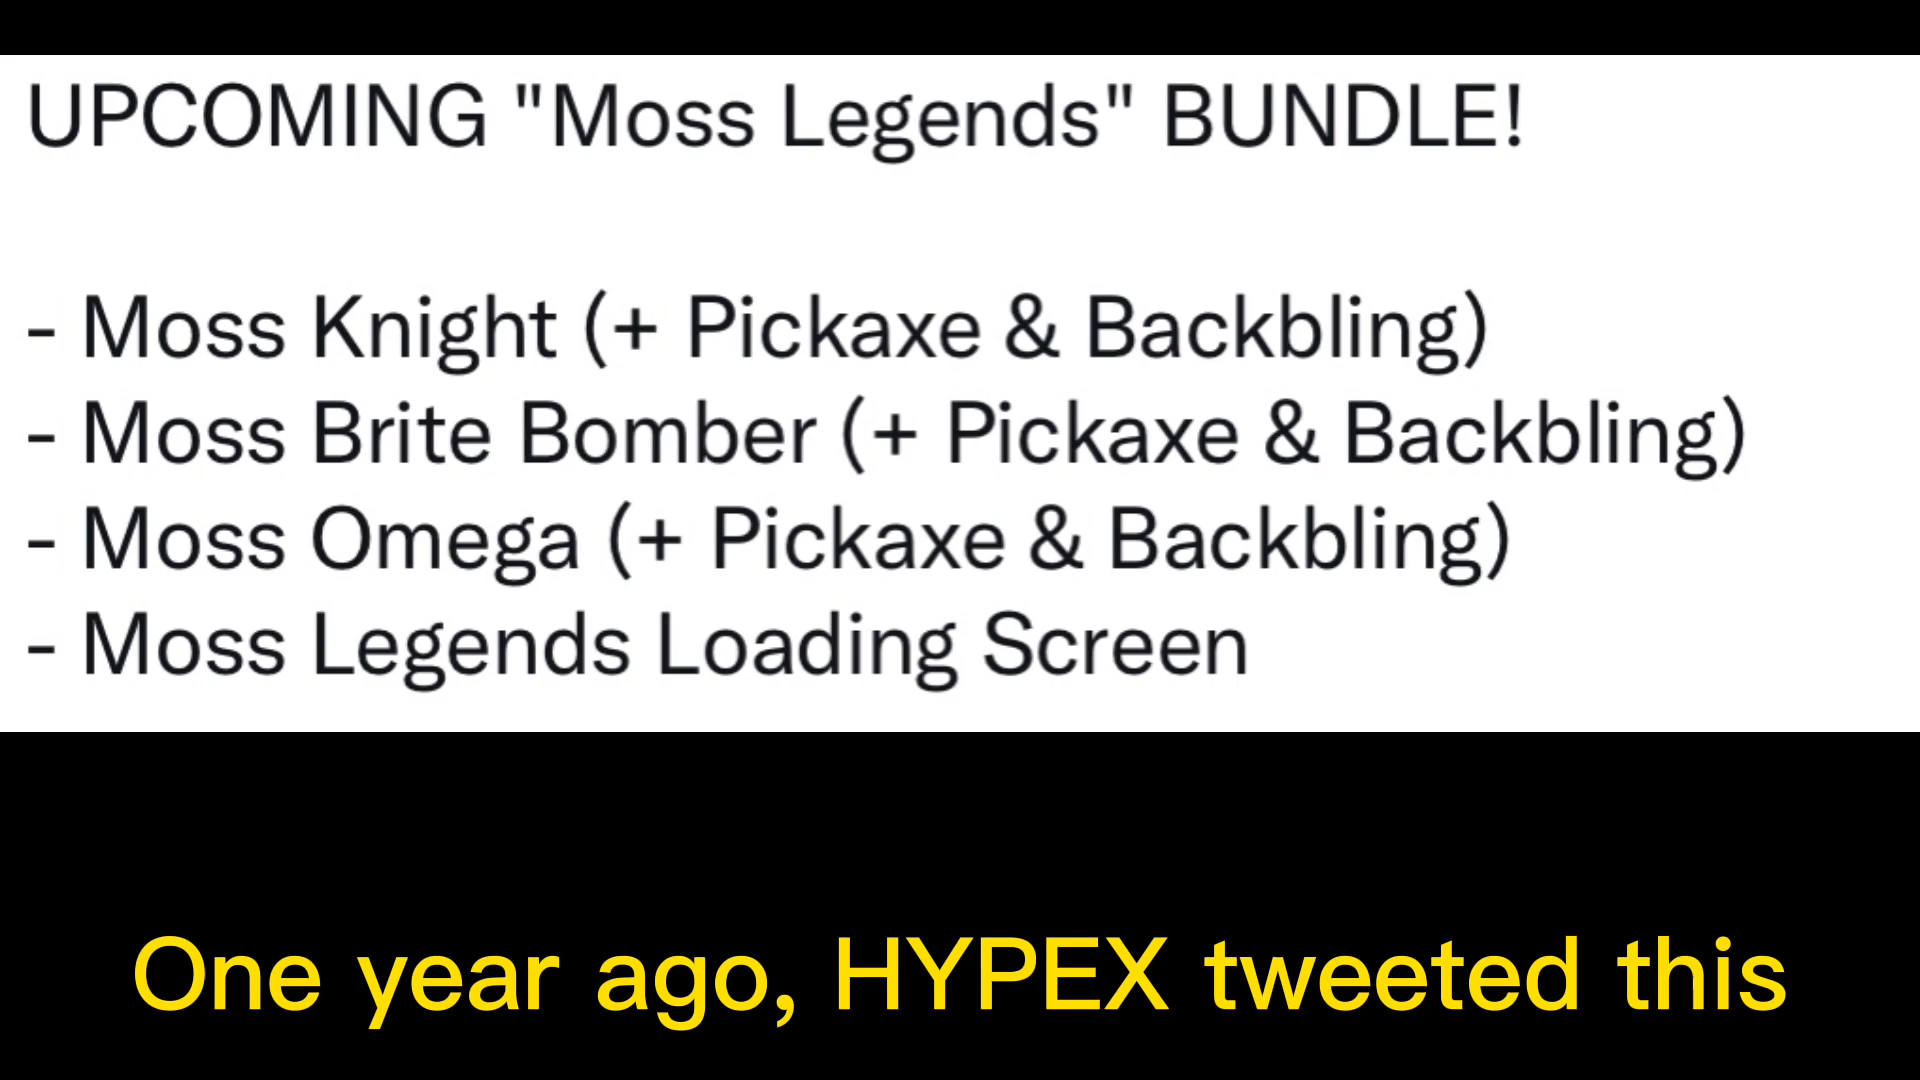 UPCOMING "Moss Legends" BUNDLE!
- Moss Knight (+ Pickaxe & Backbling)
- Moss Brite Bomber (+ Pickaxe & Backbling)
- Moss Omega (+ Pickaxe & Backbling)
- Moss Legends Loading Screen
One year ago, HYPEX tweeted this